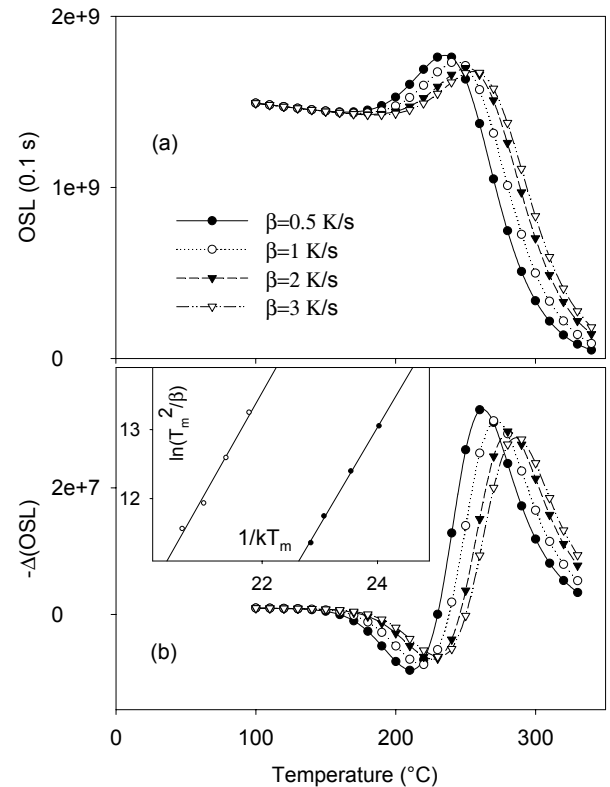 2e+9
OSL (0.1 s)
1e+9
0
(a)
β=0.5 K/s
β=1 K/s
β=2 K/s
β=3 K/s
-Δ(OSL)
2e+7
0
(b)
ln(Tₘ²/β)
13
12
1/kTₘ
22 24
0 100 200 300
Temperature (°C)